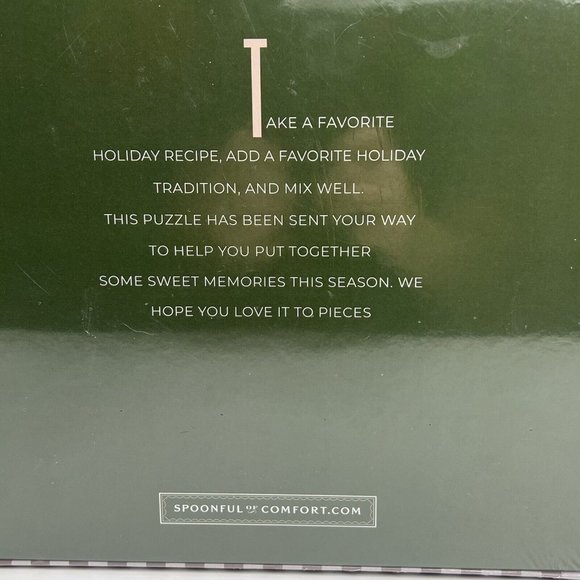 TAKE A FAVORITE
HOLIDAY RECIPE, ADD A FAVORITE HOLIDAY
TRADITION, AND MIX WELL.
THIS PUZZLE HAS BEEN SENT YOUR WAY
TO HELP YOU PUT TOGETHER
SOME SWEET MEMORIES THIS SEASON. WE
HOPE YOU LOVE IT TO PIECES
SPOONFUL OF COMFORT.COM